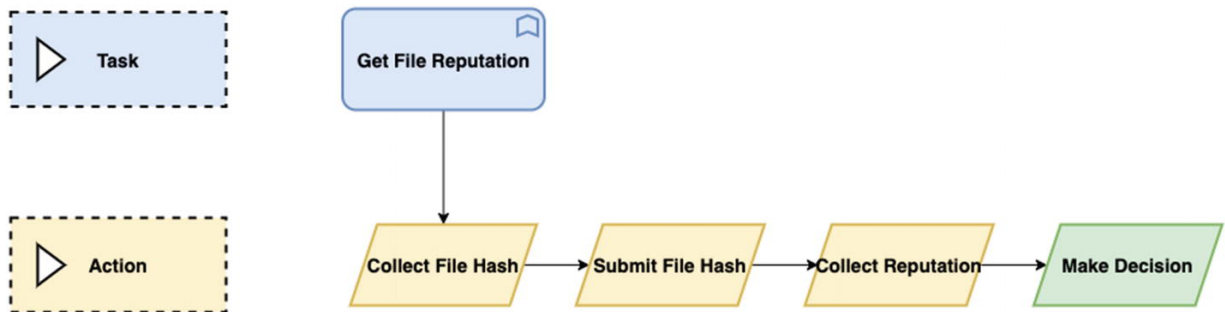 Task
Get File Reputation
Action
Collect File Hash
Submit File Hash
Collect Reputation
Make Decision